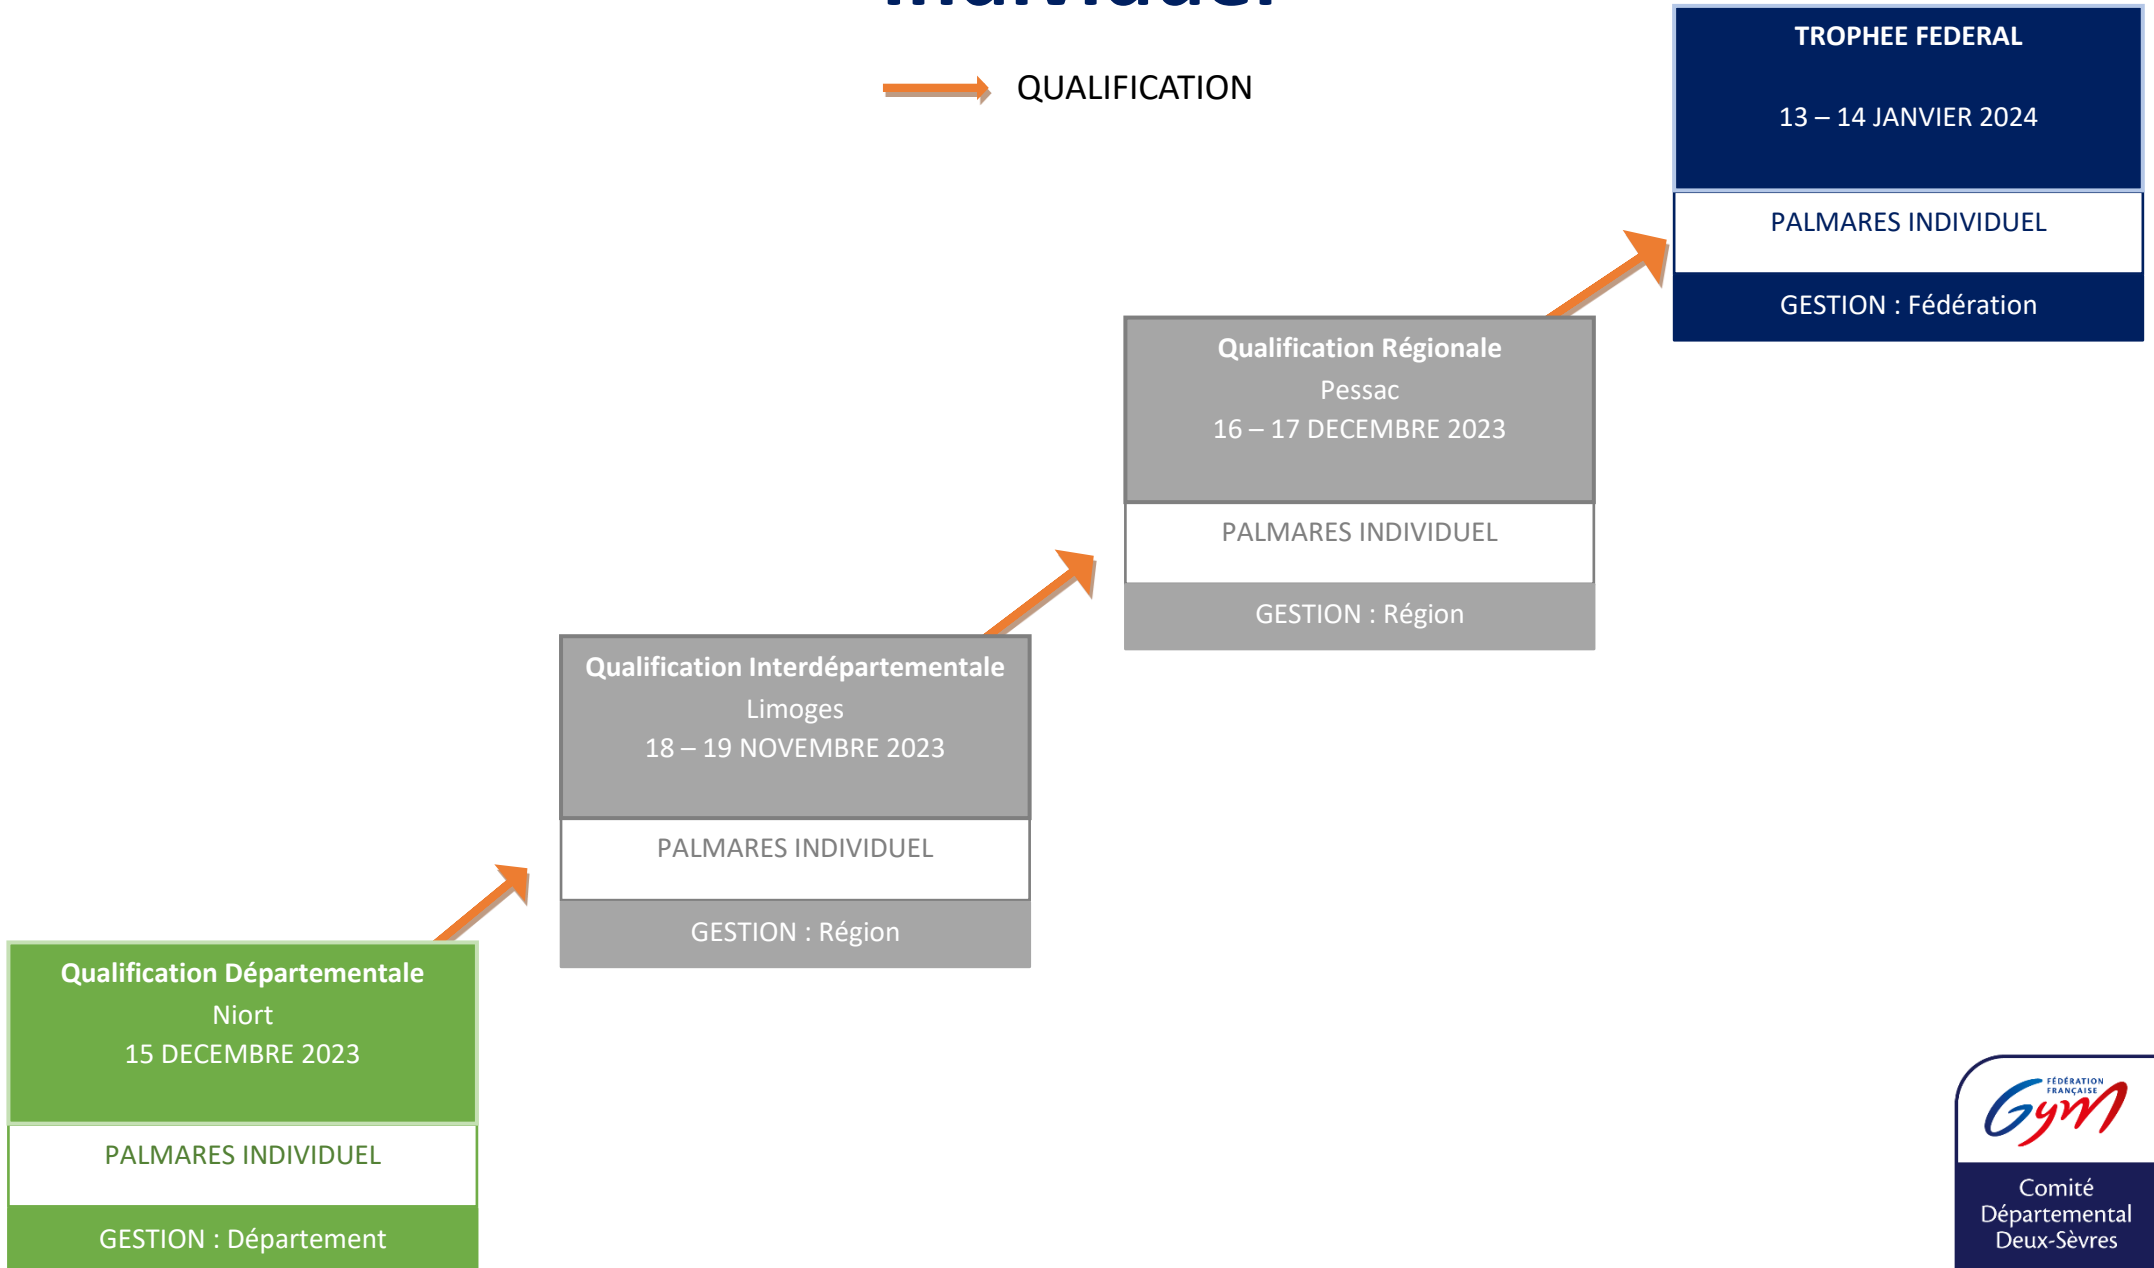 Individuel
QUALIFICATION
TROPHEE FEDERAL
13 – 14 JANVIER 2024
PALMARES INDIVIDUEL
GESTION : Fédération
Qualification Régionale
Pessac
16 – 17 DECEMBRE 2023
PALMARES INDIVIDUEL
GESTION : Région
Qualification Interdépartementale
Limoges
18 – 19 NOVEMBRE 2023
PALMARES INDIVIDUEL
GESTION : Région
Qualification Départementale
Niort
15 DECEMBRE 2023
PALMARES INDIVIDUEL
GESTION : Département
FÉDÉRATION
FRANÇAISE
Gym
Comité
Départemental
Deux-Sèvres